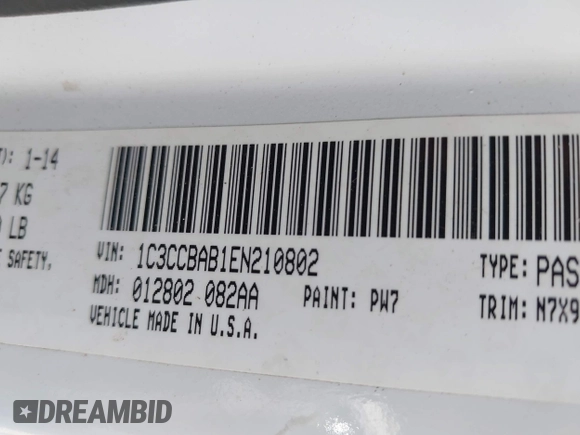 T): 1-14
7 KG
LB
T SAFETY,
VIN: 1C3CCBAB1EN210802
TYPE: PAS
MDH: 012802 082AA
PAINT: PW7
TRIM: N7X9
VEHICLE MADE IN U.S.A.
DREAMBID